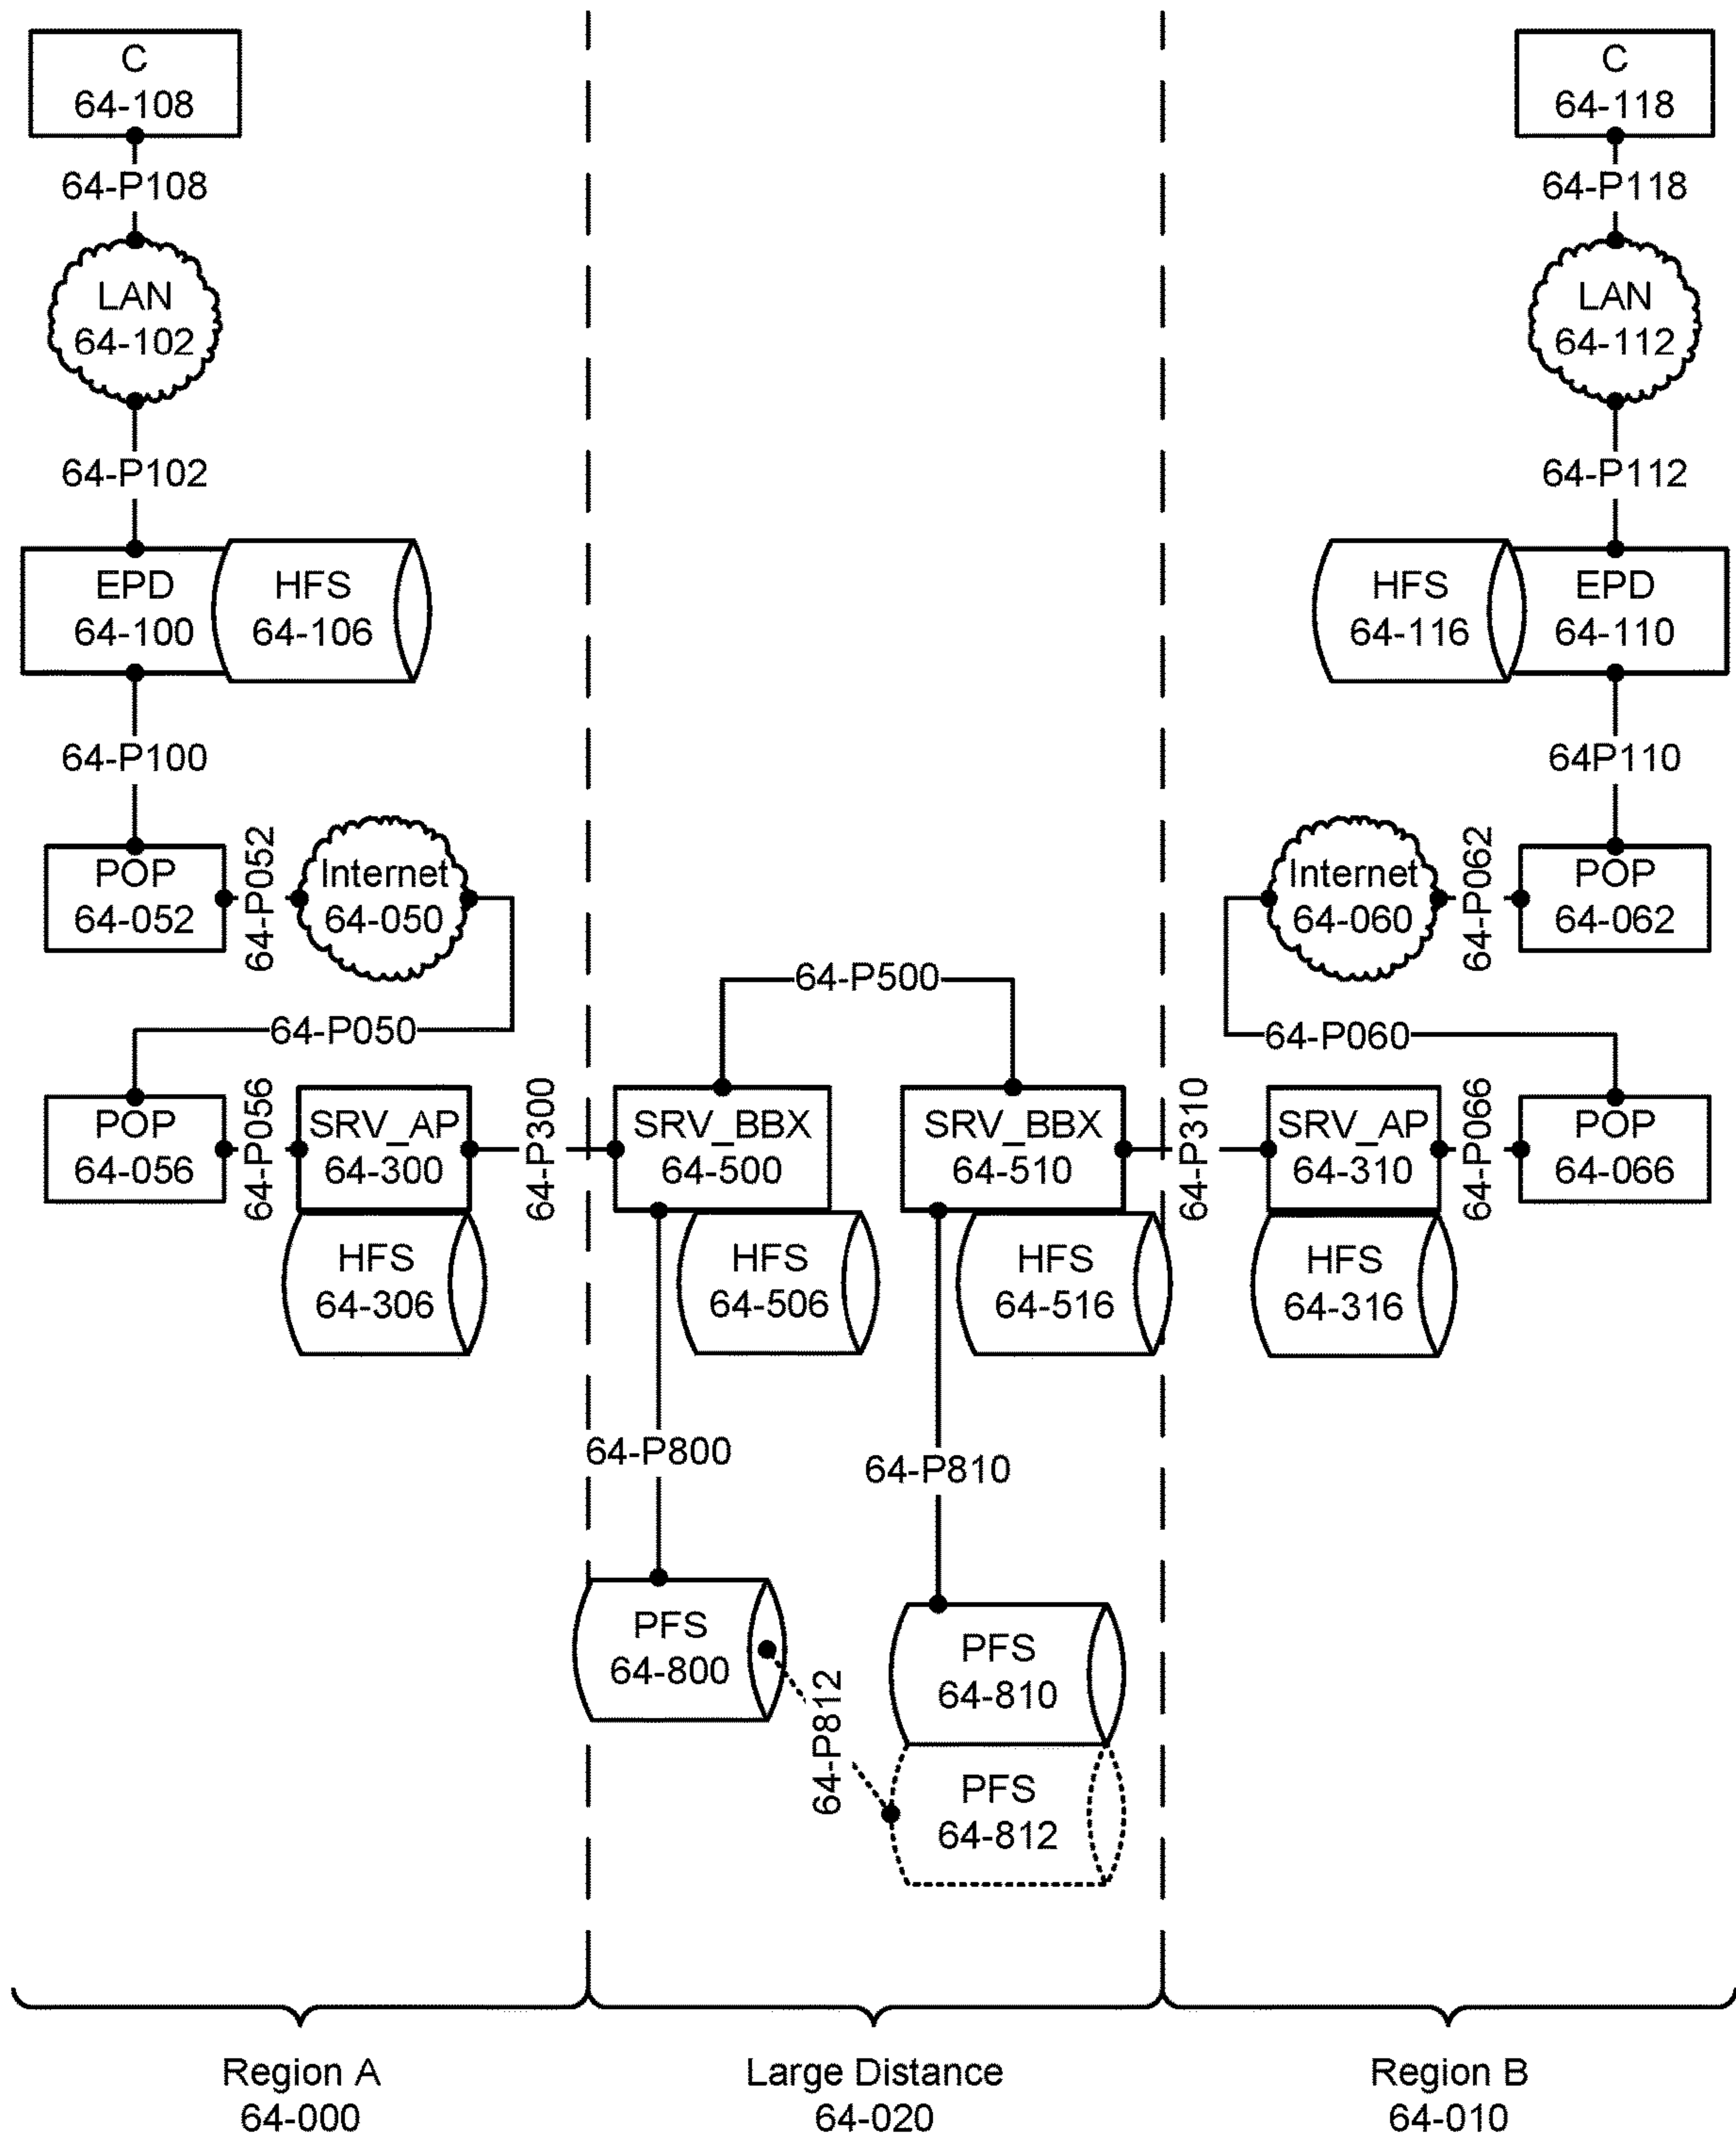 C
64-108
64-P108
LAN
64-102
64-P102
EPD
64-100
HFS
64-106
64-P100
POP
64-052
64-P052
Internet
64-050
64-P050
POP
64-056
64-P056
SRV_AP
64-300
HFS
64-306
64-P300
64-P500
SRV_BBX
64-500
HFS
64-506
SRV_BBX
64-510
HFS
64-516
64-P800
64-P810
PFS
64-800
64-P812
PFS
64-810
PFS
64-812
C
64-118
64-P118
LAN
64-112
64-P112
HFS
64-116
EPD
64-110
64P110
Internet
64-060
64-P062
POP
64-062
64-P060
64-P310
SRV_AP
64-310
HFS
64-316
64-P066
POP
64-066
Region A
64-000
Large Distance
64-020
Region B
64-010